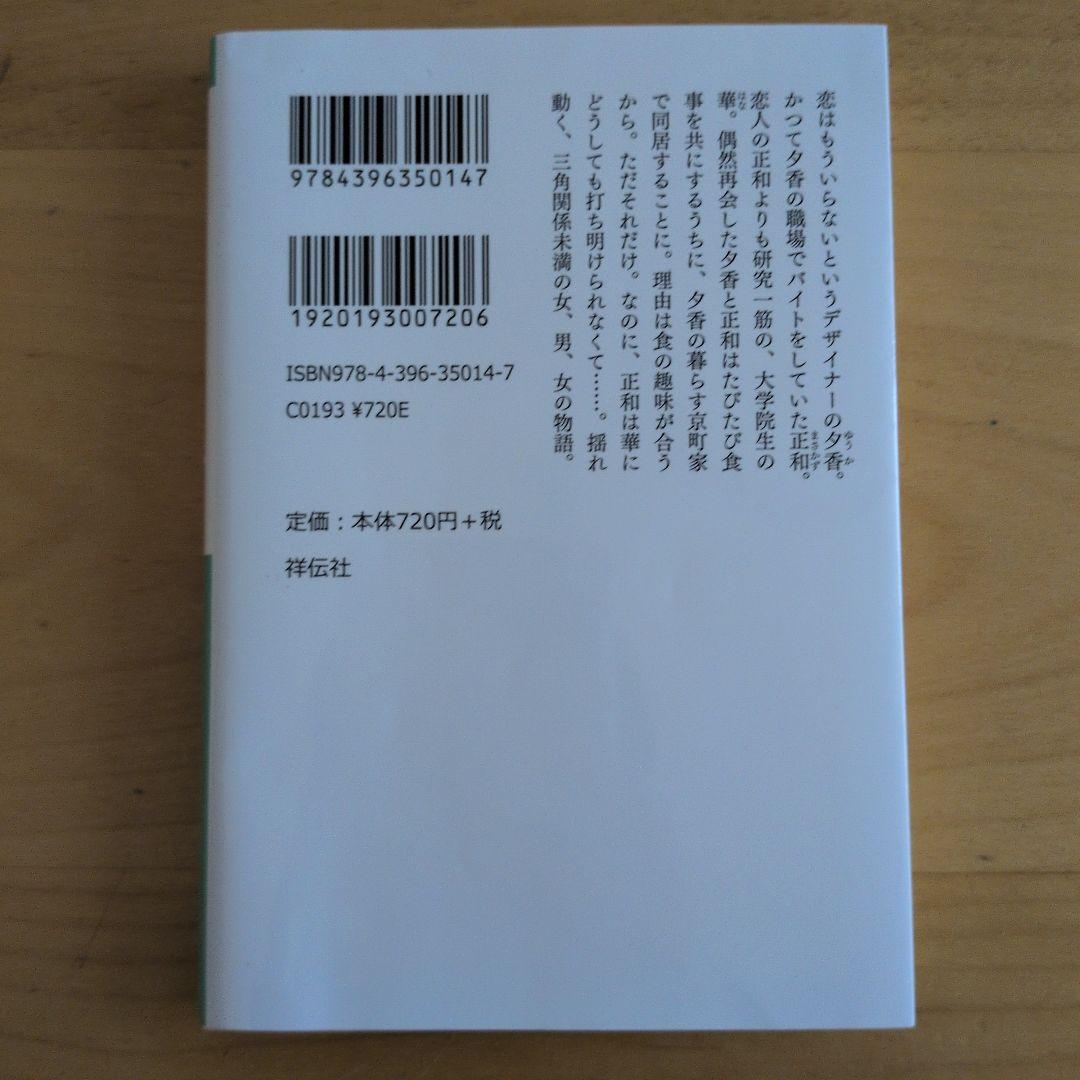 恋はもういらないというデザイナーの夕香。
ゆうか
かつて夕香の職場でバイトをしていた正和。
まさかず
恋人の正和よりも研究一筋の、大学院生の
華。偶然再会した夕香と正和はたびたび食
はな
事を共にするうちに、夕香の暮らす京町家
で同居することに。理由は食の趣味が合う
から。ただそれだけ。なのに、正和は華に
どうしても打ち明けられなくて……。揺れ
動く、三角関係未満の女、男、女の物語。
9784396350147
1920193007206
ISBN978-4-396-35014-7
C0193 ¥720E
定価：本体720円＋税
祥伝社